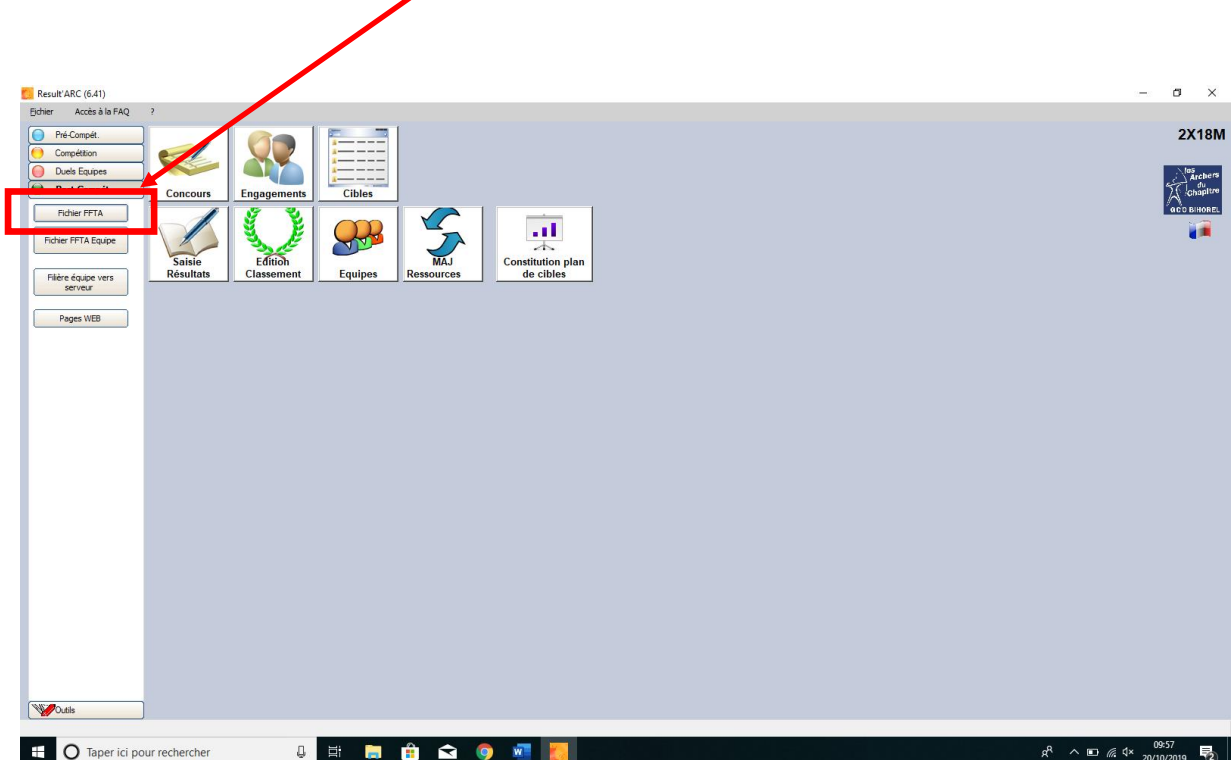 Result'ARC (6.41)
Fichier Accès à la FAQ ?
Pré-Compét.
Compétition
Duels Equipes
Fichier FFTA
Fichier FFTA Equipe
Filière équipe vers
serveur
Pages WEB
Outils
Concours Engagements Cibles
Saisie
Résultats
Edition
Classement
Equipes
MAJ
Ressources
Constitution plan
de cibles
2X18M
les
Archers
du
Chapitre
OCC BIHOREL
Taper ici pour rechercher
09:57
20/10/2019